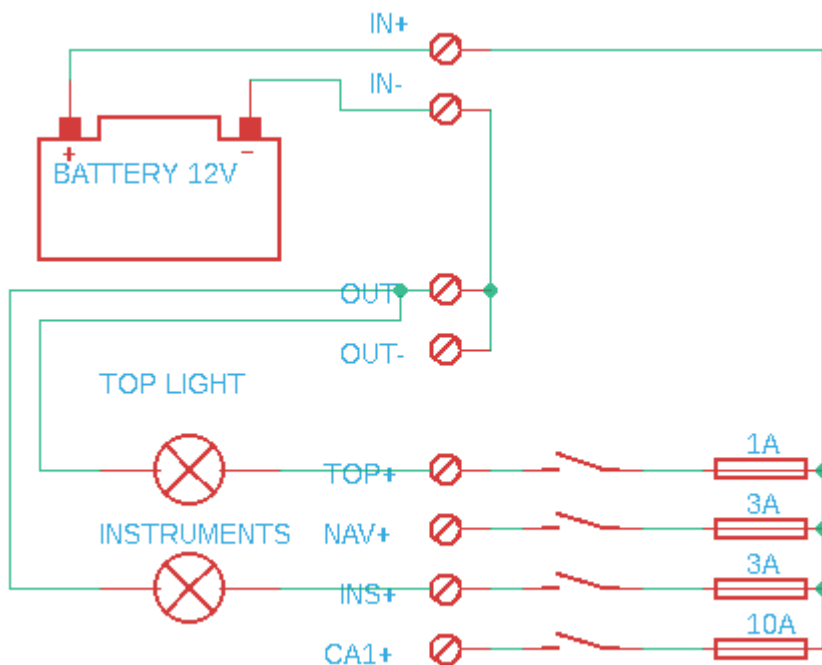 IN+
IN-
+ -
BATTERY 12V
OUT-
OUT-
TOP LIGHT
1A
TOP+
3A
INSTRUMENTS
NAV+
3A
INS+
10A
CA1+